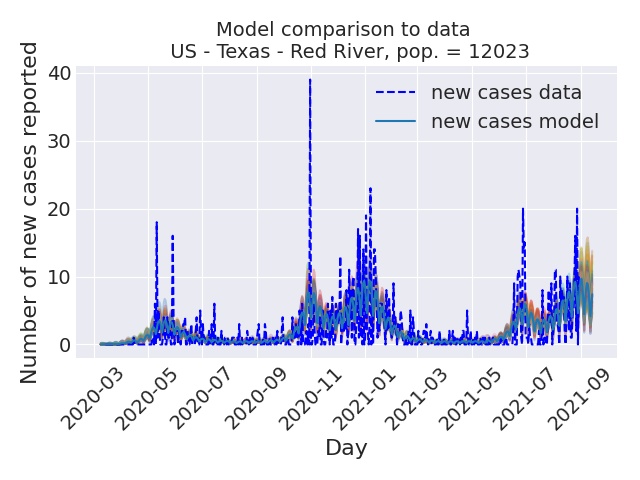 Model comparison to data
US - Texas - Red River, pop. = 12023
Number of new cases reported
40
30
20
10
0
new cases data
new cases model
2020-03
2020-05
2020-07
2020-09
2020-11
2021-01
2021-03
2021-05
2021-07
2021-09
Day